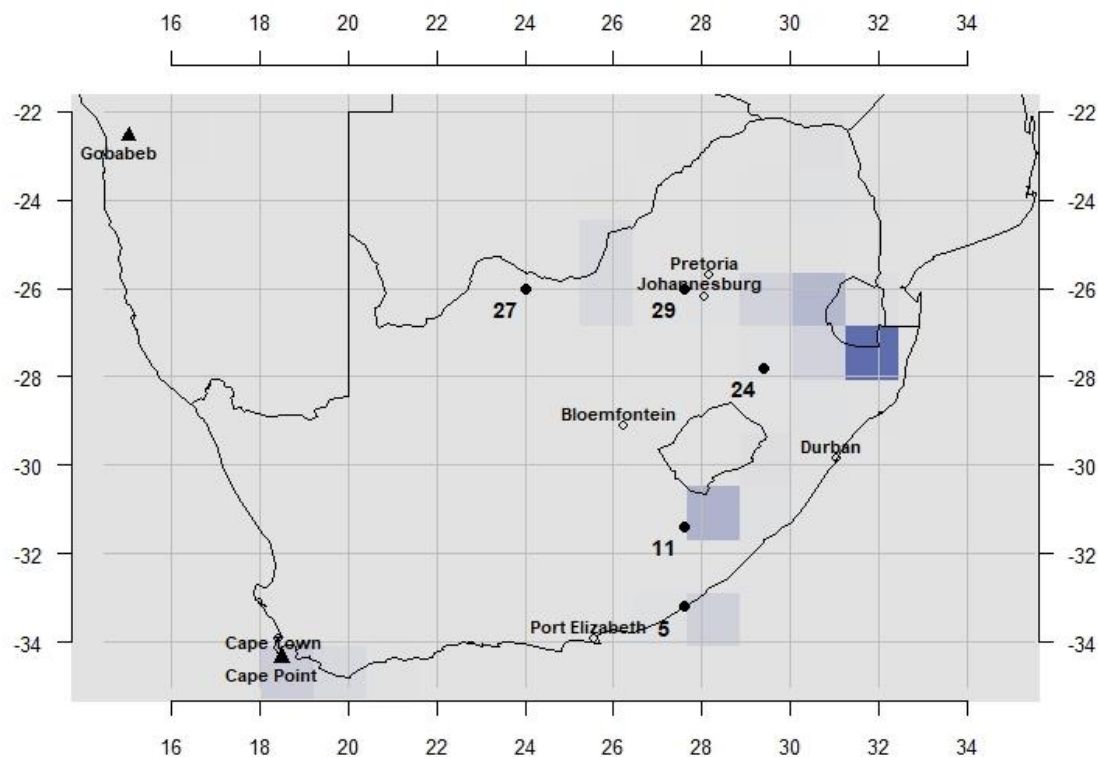 16 18 20 22 24 26 28 30 32 34
-22 -22
Gobabeb
-24 -24
Pretoria
-26 Johannesburg -26
27 29
-28 24 -28
Bloemfontein
Durban
-30 -30
11
-32 -32
Port Elizabeth 5
-34 Cape Town -34
Cape Point
16 18 20 22 24 26 28 30 32 34